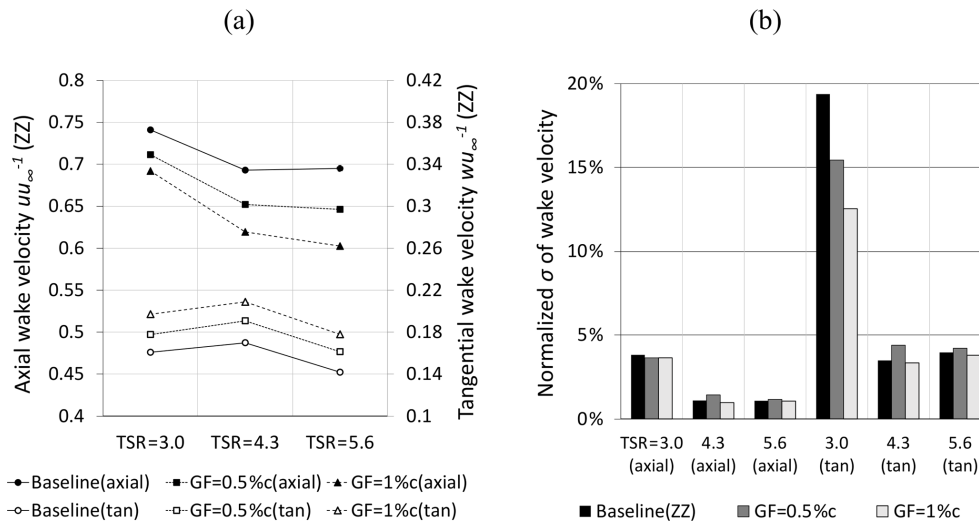 (a)
(b)
Axial wake velocity uu∞⁻¹ (ZZ)
0.8
0.75
0.7
0.65
0.6
0.55
0.5
0.45
0.4
0.42
0.38
0.34
0.3
0.26
0.22
0.18
0.14
0.1
Tangential wake velocity wu∞⁻¹ (ZZ)
TSR=3.0 TSR=4.3 TSR=5.6
Baseline(axial) GF=0.5%c(axial) GF=1%c(axial)
Baseline(tan) GF=0.5%c(tan) GF=1%c(tan)
Normalized σ of wake velocity
20%
15%
10%
5%
0%
TSR=3.0 4.3 5.6 3.0 4.3 5.6
(axial) (axial) (axial) (tan) (tan) (tan)
Baseline(ZZ) GF=0.5%c GF=1%c